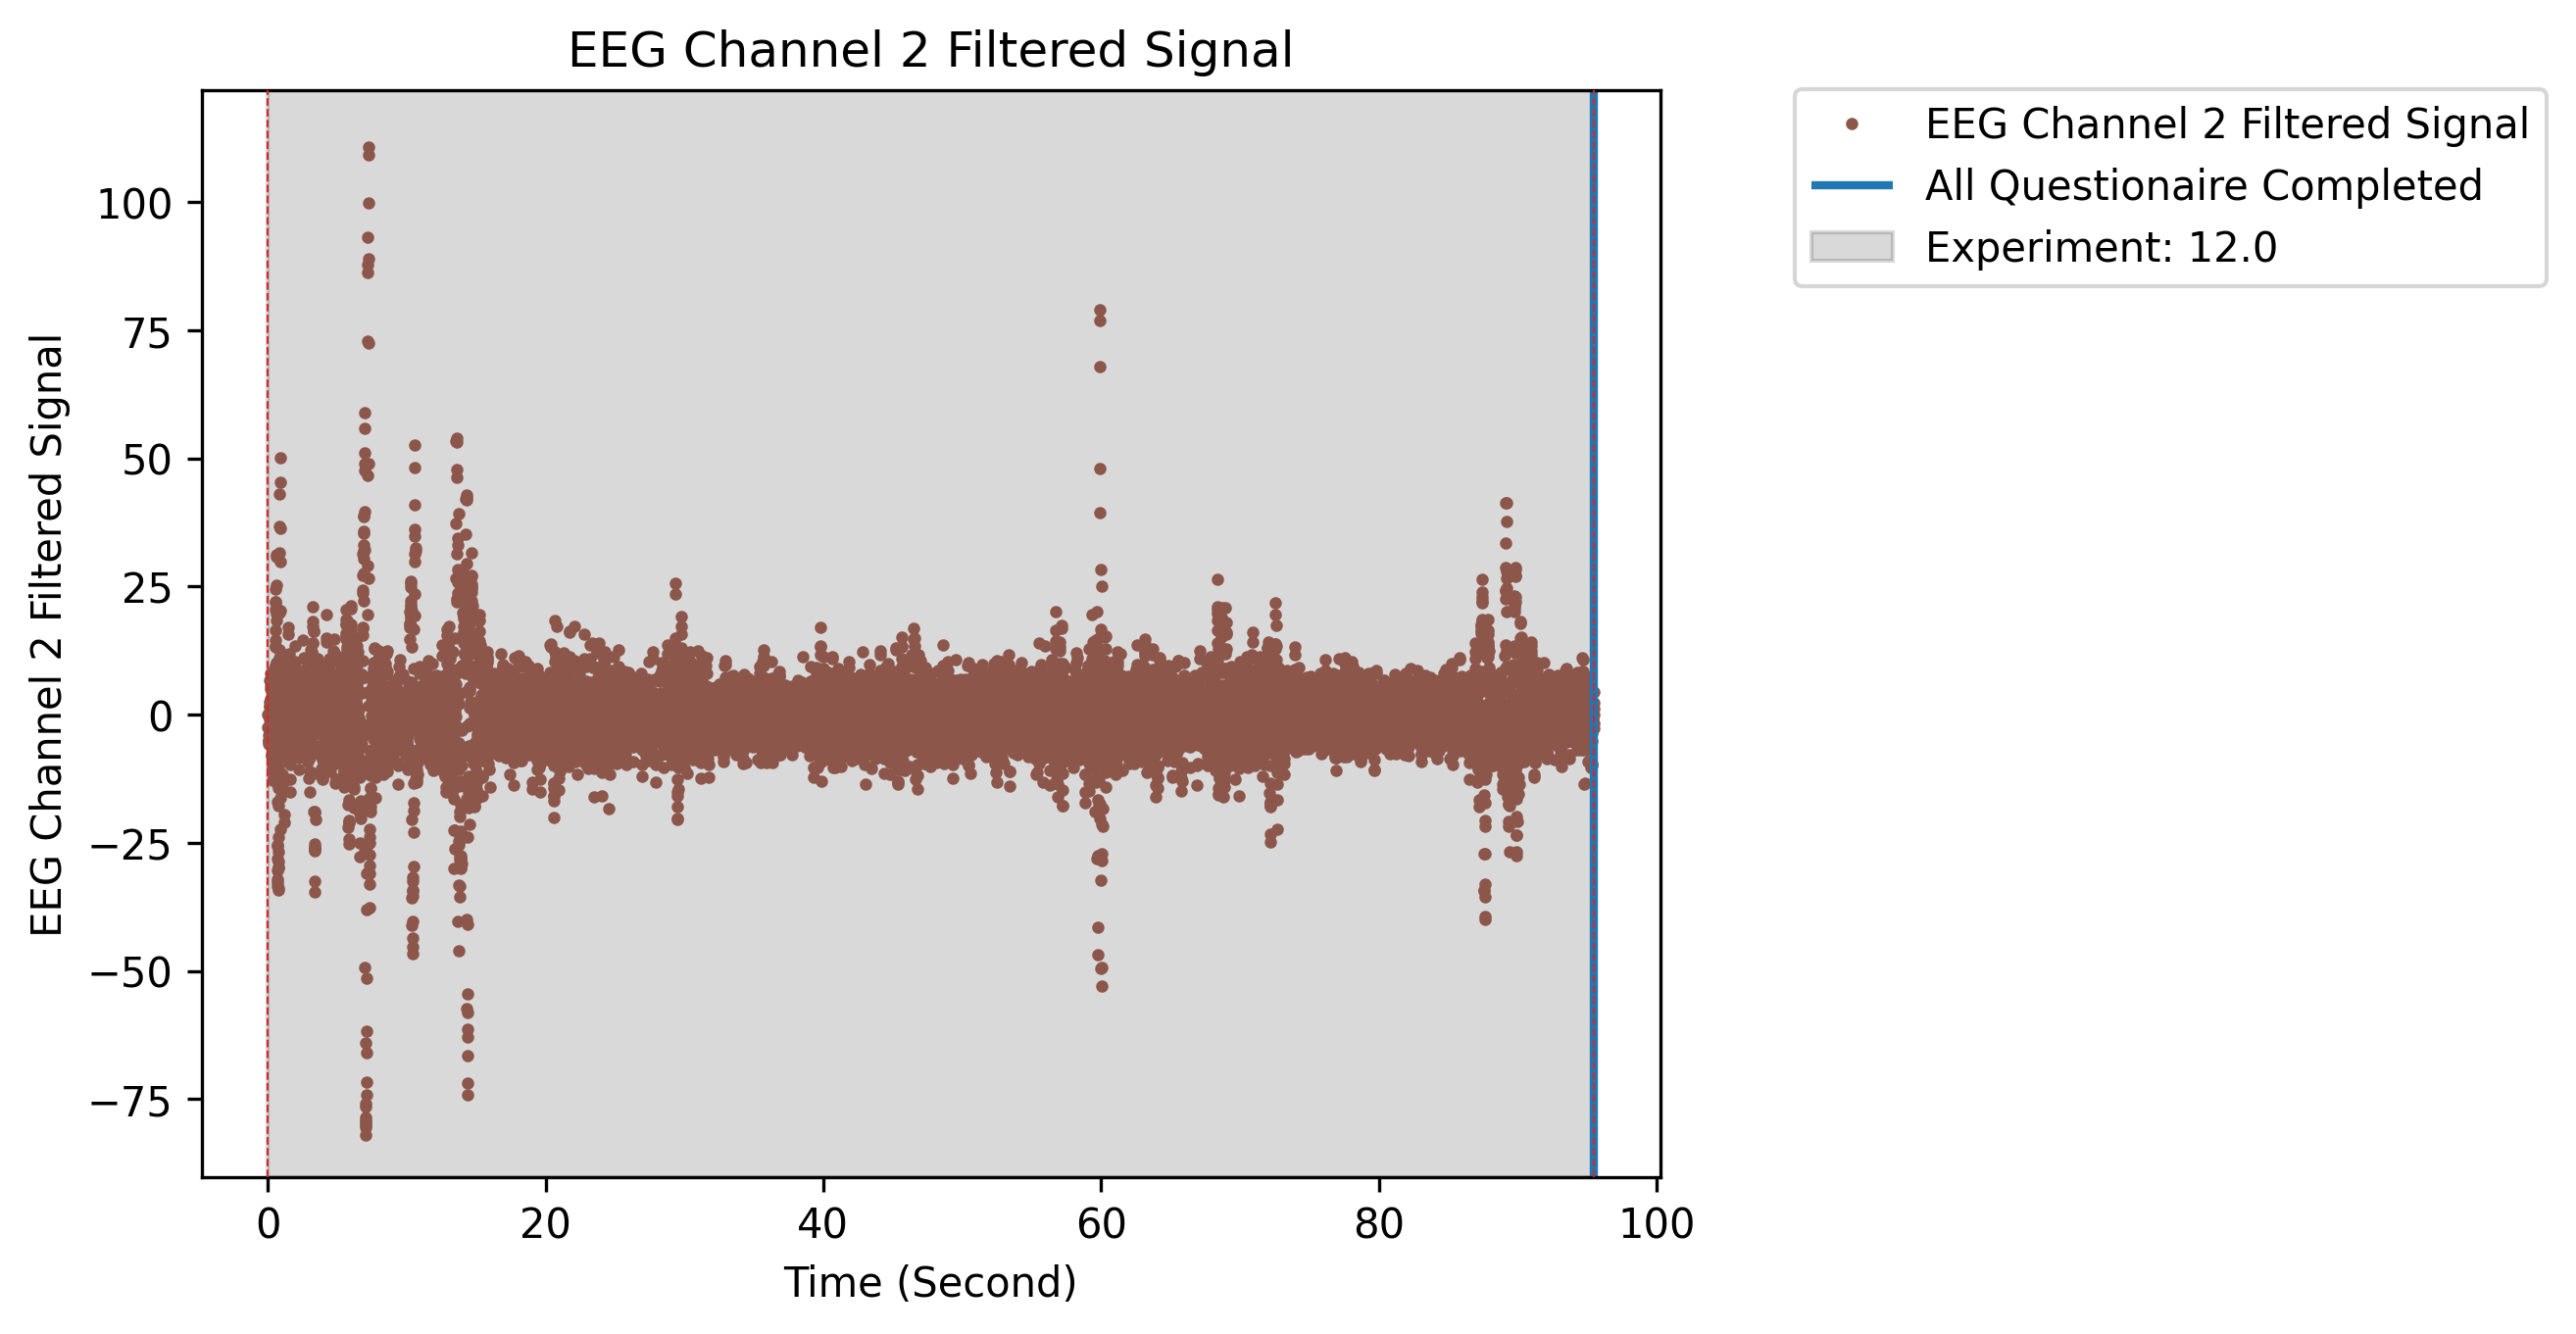 EEG Channel 2 Filtered Signal
EEG Channel 2 Filtered Signal
All Questionaire Completed
Experiment: 12.0
EEG Channel 2 Filtered Signal
100
75
50
25
0
−25
−50
−75
0 20 40 60 80 100
Time (Second)